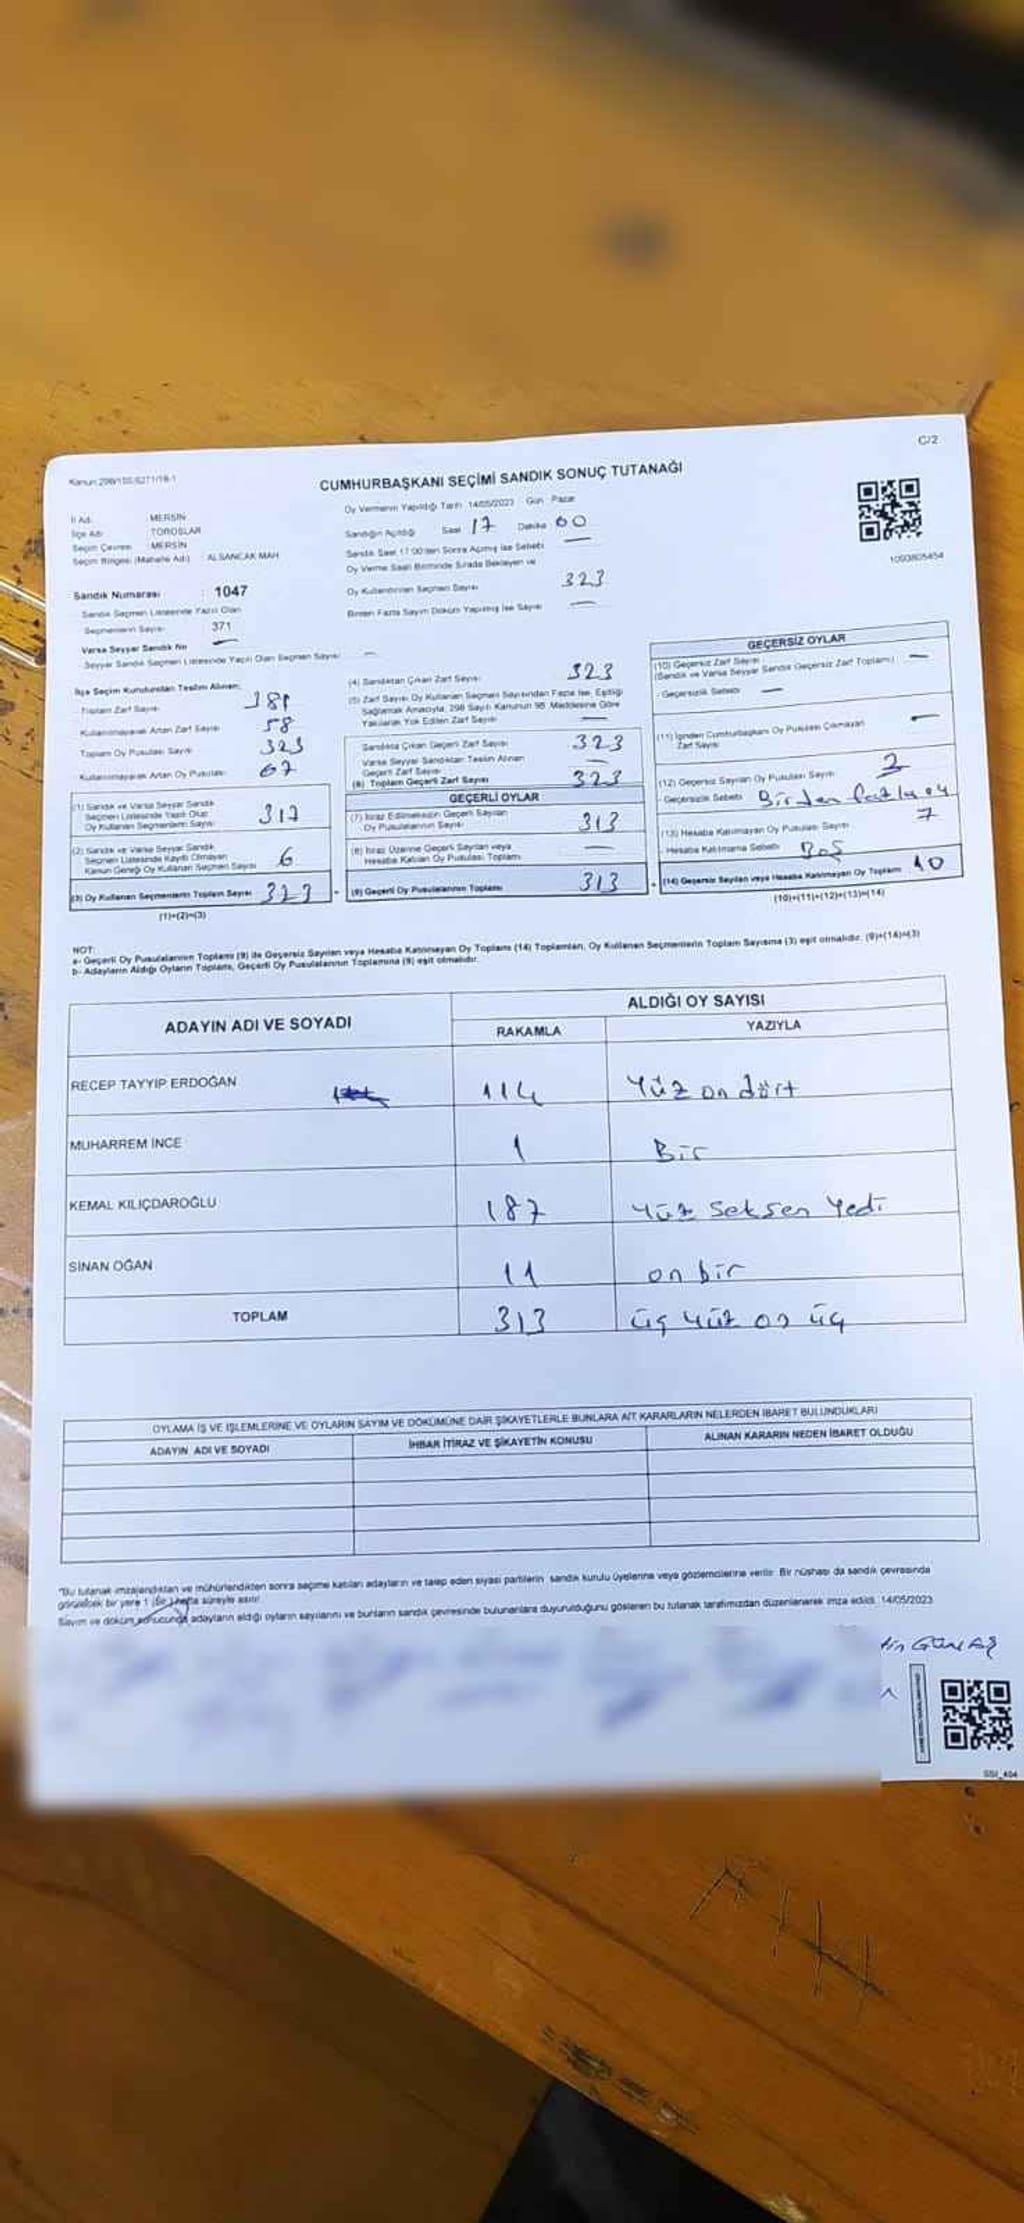 C/2
Kanun:298/105,6271/18-1
CUMHURBAŞKANI SEÇİMİ SANDIK SONUÇ TUTANAĞI
İl Adı : MERSİN
İlçe Adı : TOROSLAR
Seçim Çevresi : MERSİN
Seçim Bölgesi (Mahalle Adı) : ALSANCAK MAH
Sandık Numarası : 1047
Sandık Seçmen Listesinde Yazılı Olan
Seçmenlerin Sayısı 371
Varsa Seyyar Sandık No —
Seyyar Sandık Seçmen Listesinde Yazılı Olan Seçmen Sayısı —
Oy Vermenin Yapıldığı Tarih 14/05/2023 Gün Pazar
Sandığın Açıldığı Saat 17 Dakika 00
Sandık Saat 17:00'den Sonra Açılmış İse Sebebi —
Oy Verme Saati Bitiminde Sırada Bekleyen ve
Oy Kullandırılan Seçmen Sayısı 323
Birden Fazla Sayım Döküm Yapılmış İse Sayısı —
1093805454
İlçe Seçim Kurulundan Teslim Alınan:
Toplam Zarf Sayısı 381
Kullanılmayarak Artan Zarf Sayısı 58
Toplam Oy Pusulası Sayısı 323
Kullanılmayarak Artan Oy Pusulası 67
(1) Sandık ve Varsa Seyyar Sandık
Seçmen Listesinde Yazılı Olup
Oy Kullanan Seçmenlerin Sayısı 317
(2) Sandık ve Varsa Seyyar Sandık
Seçmen Listesinde Kaydı Olmayan
Kanun Gereği Oy Kullanan Seçmen Sayısı 6
(3) Oy Kullanan Seçmenlerin Toplam Sayısı 323
(1)+(2)=(3)
(4) Sandıktan Çıkan Zarf Sayısı 323
(5) Zarf Sayısı Oy Kullanan Seçmen Sayısından Fazla İse, Eşitliği
Sağlamak Amacıyla, 298 Sayılı Kanunun 98. Maddesine Göre
Yakılarak Yok Edilen Zarf Sayısı —
Sandıkta Çıkan Geçerli Zarf Sayısı 323
Varsa Seyyar Sandıktan Teslim Alınan
Geçerli Zarf Sayısı —
(6) Toplam Geçerli Zarf Sayısı 323
GEÇERLİ OYLAR
(7) İtiraz Edilmeksizin Geçerli Sayılan
Oy Pusulalarının Sayısı 313
(8) İtiraz Üzerine Geçerli Sayılan veya
Hesaba Katılan Oy Pusulası Toplamı —
(9) Geçerli Oy Pusulalarının Toplamı 313
GEÇERSİZ OYLAR
(10) Geçersiz Zarf Sayısı —
(Sandık ve Varsa Seyyar Sandık Geçersiz Zarf Toplamı)
- Geçersizlik Sebebi —
(11) İçinden Cumhurbaşkanı Oy Pusulası Çıkmayan
Zarf Sayısı —
(12) Geçersiz Sayılan Oy Pusulası Sayısı 3
- Geçersizlik Sebebi Birden fazla oy
(13) Hesaba Katılmayan Oy Pusulası Sayısı 7
- Hesaba Katılmama Sebebi Boş
(14) Geçersiz Sayılan veya Hesaba Katılmayan Oy Toplamı 10
(10)+(11)+(12)+(13)=(14)
NOT:
a- Geçerli Oy Pusulalarının Toplamı (9) ile Geçersiz Sayılan veya Hesaba Katılmayan Oy Toplamı (14) Toplamları, Oy Kullanan Seçmenlerin Toplam Sayısına (3) eşit olmalıdır. (9)+(14)=(3)
b- Adayların Aldığı Oyların Toplamı, Geçerli Oy Pusulalarının Toplamına (9) eşit olmalıdır.
ADAYIN ADI VE SOYADI ALDIĞI OY SAYISI
RAKAMLA YAZIYLA
RECEP TAYYİP ERDOĞAN 114 Yüz on dört
MUHARREM İNCE 1 Bir
KEMAL KILIÇDAROĞLU 187 Yüz Seksen Yedi
SİNAN OĞAN 11 on bir
TOPLAM 313 üç yüz on üç
OYLAMA İŞ VE İŞLEMLERİNE VE OYLARIN SAYIM VE DÖKÜMÜNE DAİR ŞİKAYETLERLE BUNLARA AİT KARARLARIN NELERDEN İBARET BULUNDUKLARI
ADAYIN ADI VE SOYADI İHBAR İTİRAZ VE ŞİKAYETİN KONUSU ALINAN KARARIN NEDEN İBARET OLDUĞU
"Bu tutanak imzalandıktan ve mühürlendikten sonra seçime katılan adayların ve talep eden siyasi partilerin sandık kurulu üyelerine veya gözlemcilerine verilir. Bir nüshası da sandık çevresinde
görülecek bir yere 1 (Bir) hafta süreyle asılır.
Sayım ve döküm sonucunda adayların aldığı oyların sayılarını ve bunların sandık çevresinde bulunanlara duyurulduğunu gösteren bu tutanak tarafımızdan düzenlenerek imza edildi. 14/05/2023
SSI_404